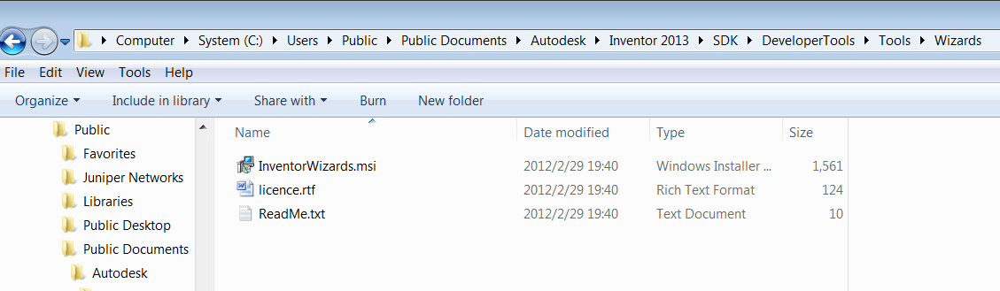 Computer System (C:) Users Public Public Documents Autodesk Inventor 2013 SDK DeveloperTools Tools Wizards
File Edit View Tools Help
Organize Include in library Share with Burn New folder
Public
Favorites
Juniper Networks
Libraries
Public Desktop
Public Documents
Autodesk
Name Date modified Type Size
InventorWizards.msi 2012/2/29 19:40 Windows Installer ... 1,561
licence.rtf 2012/2/29 19:40 Rich Text Format 124
ReadMe.txt 2012/2/29 19:40 Text Document 10